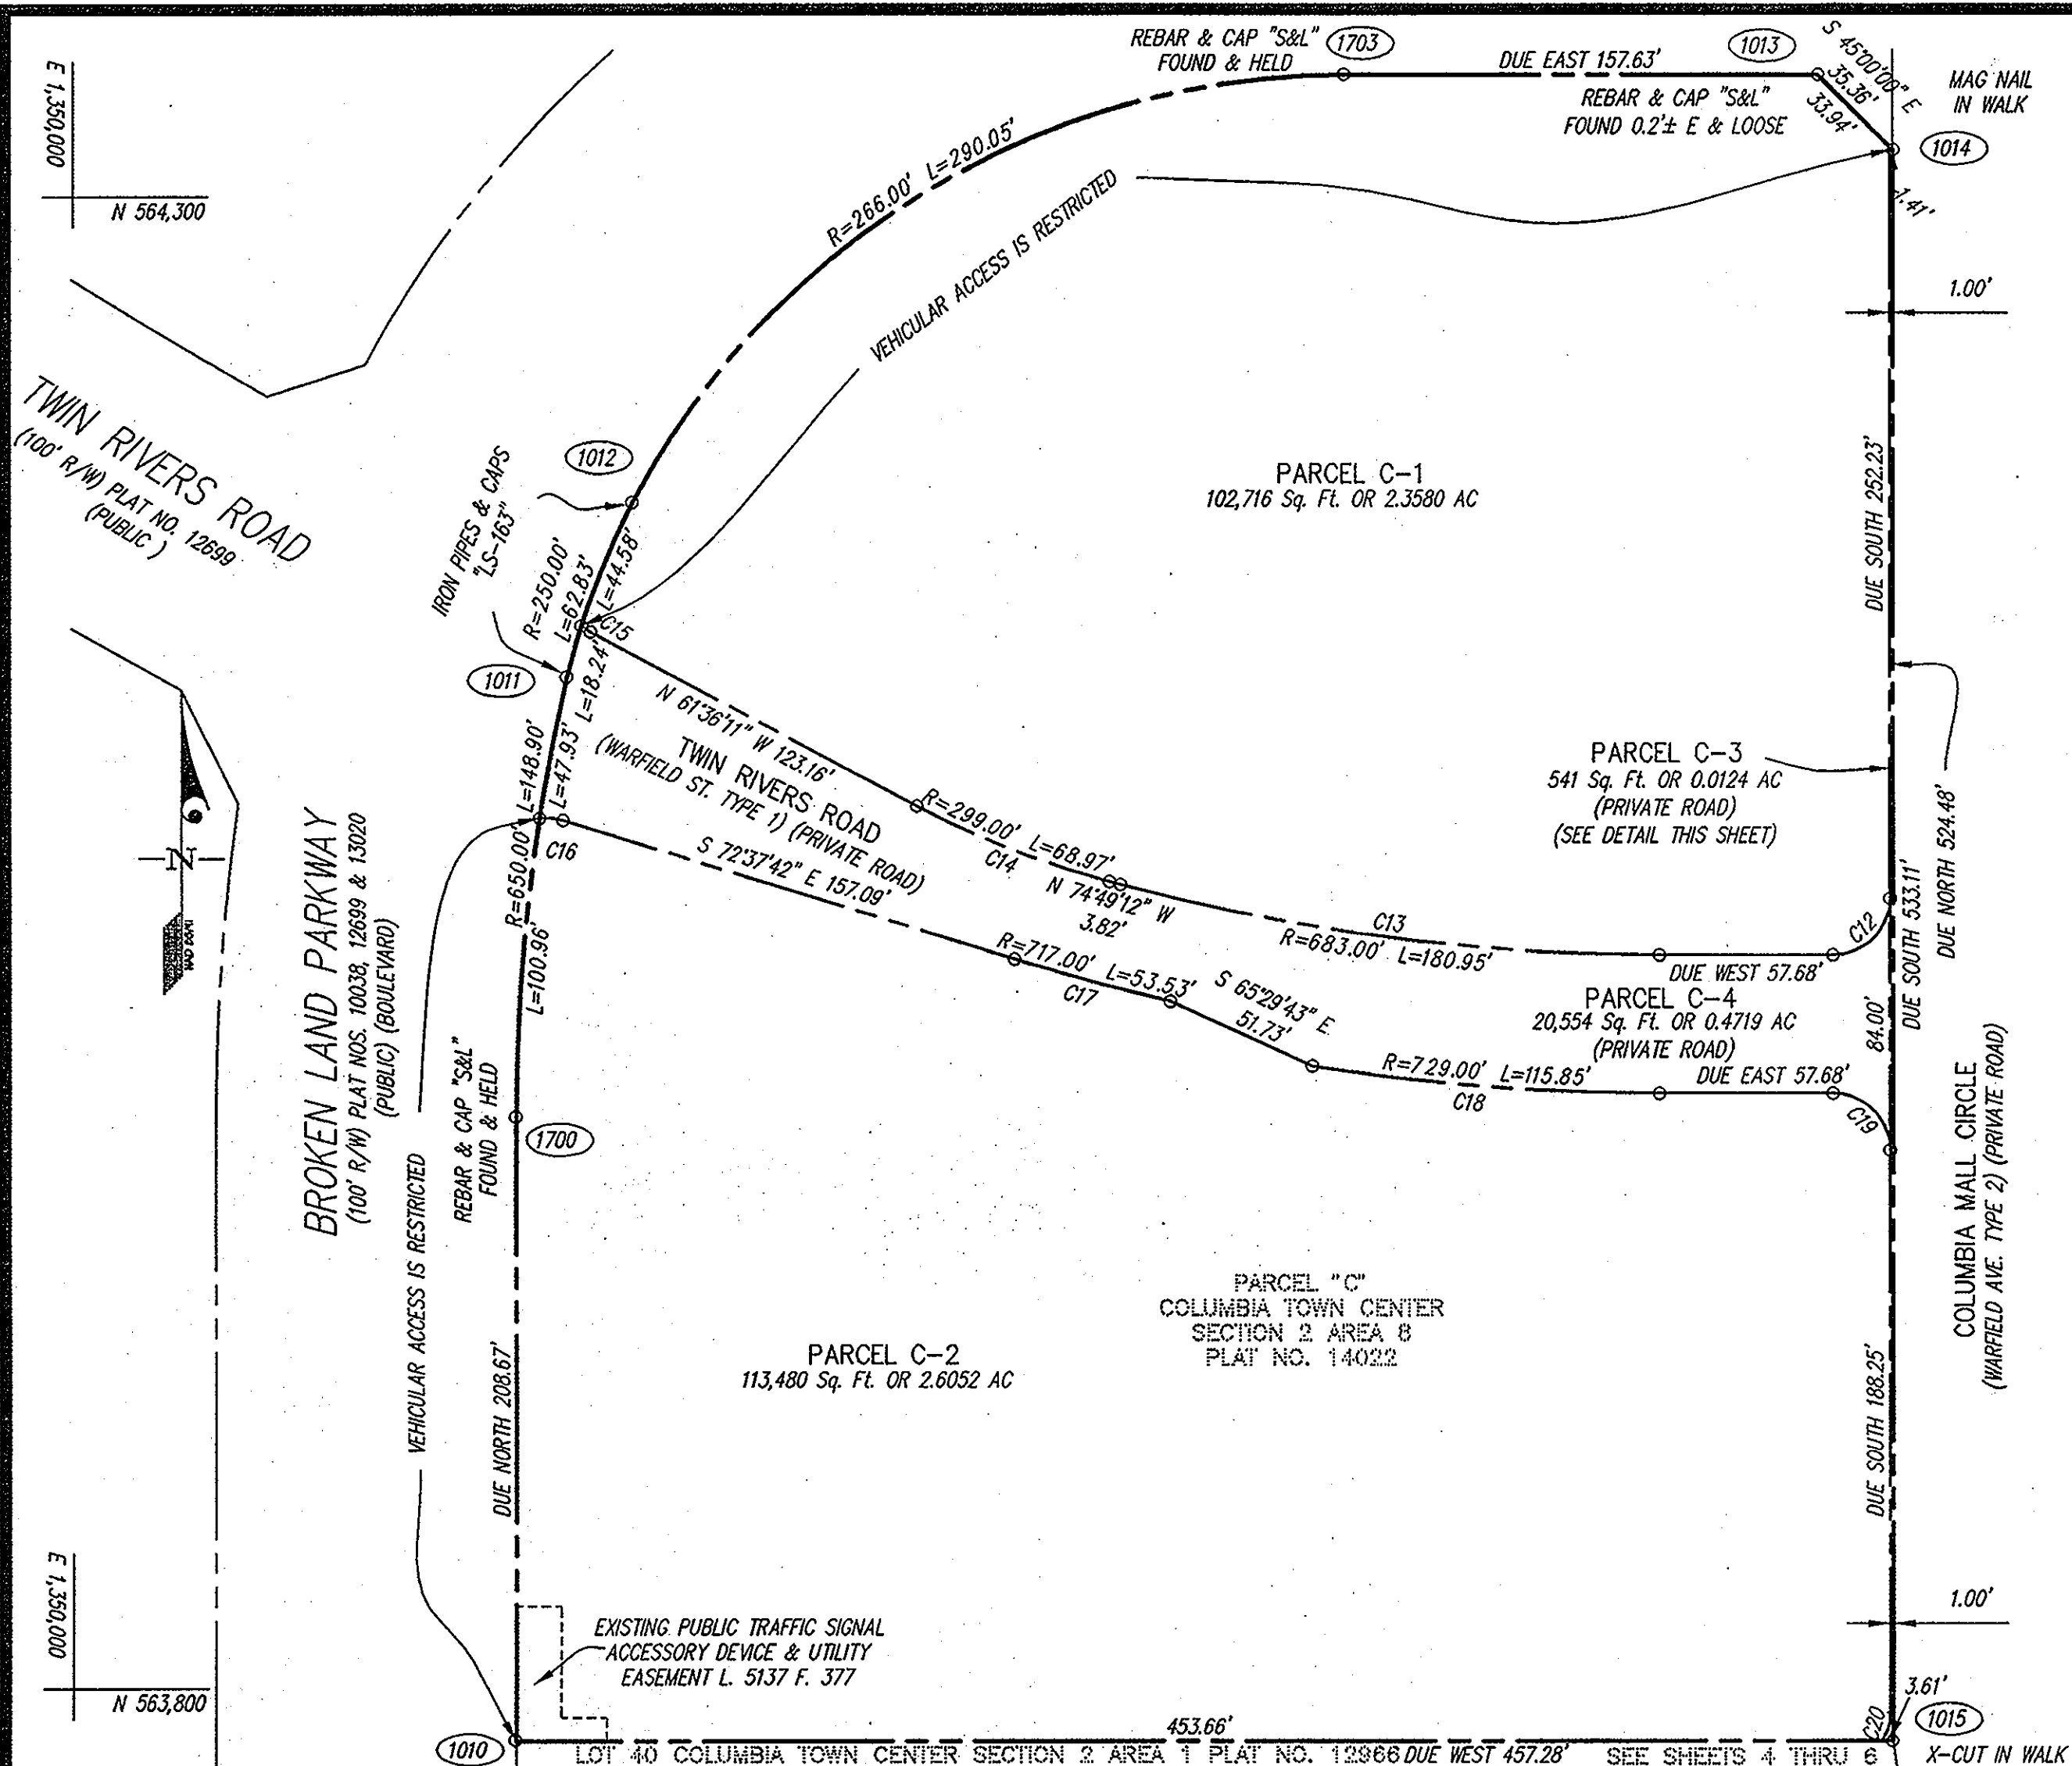 REBAR & CAP "S&L"
FOUND & HELD
1703
DUE EAST 157.63'
1013
S 45°00'00" E
35.36'
33.94'
MAG NAIL
IN WALK
REBAR & CAP "S&L"
FOUND 0.2'± E & LOOSE
1014
1.41'
E 1,350,000
N 564,300
R=266.00' L=290.05'
VEHICULAR ACCESS IS RESTRICTED
1.00'
TWIN RIVERS ROAD
(100' R/W) PLAT NO. 12699
(PUBLIC )
1012
IRON PIPES & CAPS
"LS-163"
PARCEL C-1
102,716 Sq. Ft. OR 2.3580 AC
DUE SOUTH 252.23'
R=250.00'
L=62.83'
L=44.58'
C15
1011
L=18.24'
N 61°36'11" W 123.16'
TWIN RIVERS ROAD
(WARFIELD ST. TYPE 1) (PRIVATE ROAD)
PARCEL C-3
541 Sq. Ft. OR 0.0124 AC
(PRIVATE ROAD)
(SEE DETAIL THIS SHEET)
L=148.90'
L=47.93'
R=650.00'
C16
S 72°37'42" E 157.09'
R=299.00' L=68.97'
C14
N 74°49'12" W
3.82'
C13
R=683.00' L=180.95'
C12
DUE WEST 57.68'
DUE SOUTH 533.11'
DUE NORTH 524.48'
NAD
BROKEN LAND PARKWAY
(100' R/W) PLAT NOS. 10038, 12699 & 13020
(PUBLIC) (BOULEVARD)
L=100.96'
R=717.00' L=53.53'
C17
S 65°29'43" E
51.73'
PARCEL C-4
20,554 Sq. Ft. OR 0.4719 AC
(PRIVATE ROAD)
84.00'
R=729.00' L=115.85'
C18
DUE EAST 57.68'
C19
REBAR & CAP "S&L"
FOUND & HELD
1700
VEHICULAR ACCESS IS RESTRICTED
COLUMBIA MALL CIRCLE
(WARFIELD AVE. TYPE 2) (PRIVATE ROAD)
PARCEL "C"
COLUMBIA TOWN CENTER
SECTION 2 AREA 8
PLAT NO. 14022
PARCEL C-2
113,480 Sq. Ft. OR 2.6052 AC
DUE NORTH 208.67'
DUE SOUTH 188.25'
E 1,350,000
N 563,800
EXISTING PUBLIC TRAFFIC SIGNAL
ACCESSORY DEVICE & UTILITY
EASEMENT L. 5137 F. 377
1.00'
3.61'
C20
1015
1010
453.66'
LOT 40 COLUMBIA TOWN CENTER SECTION 2 AREA 1 PLAT NO. 12966 DUE WEST 457.28' SEE SHEETS 4 THRU 6
X-CUT IN WALK